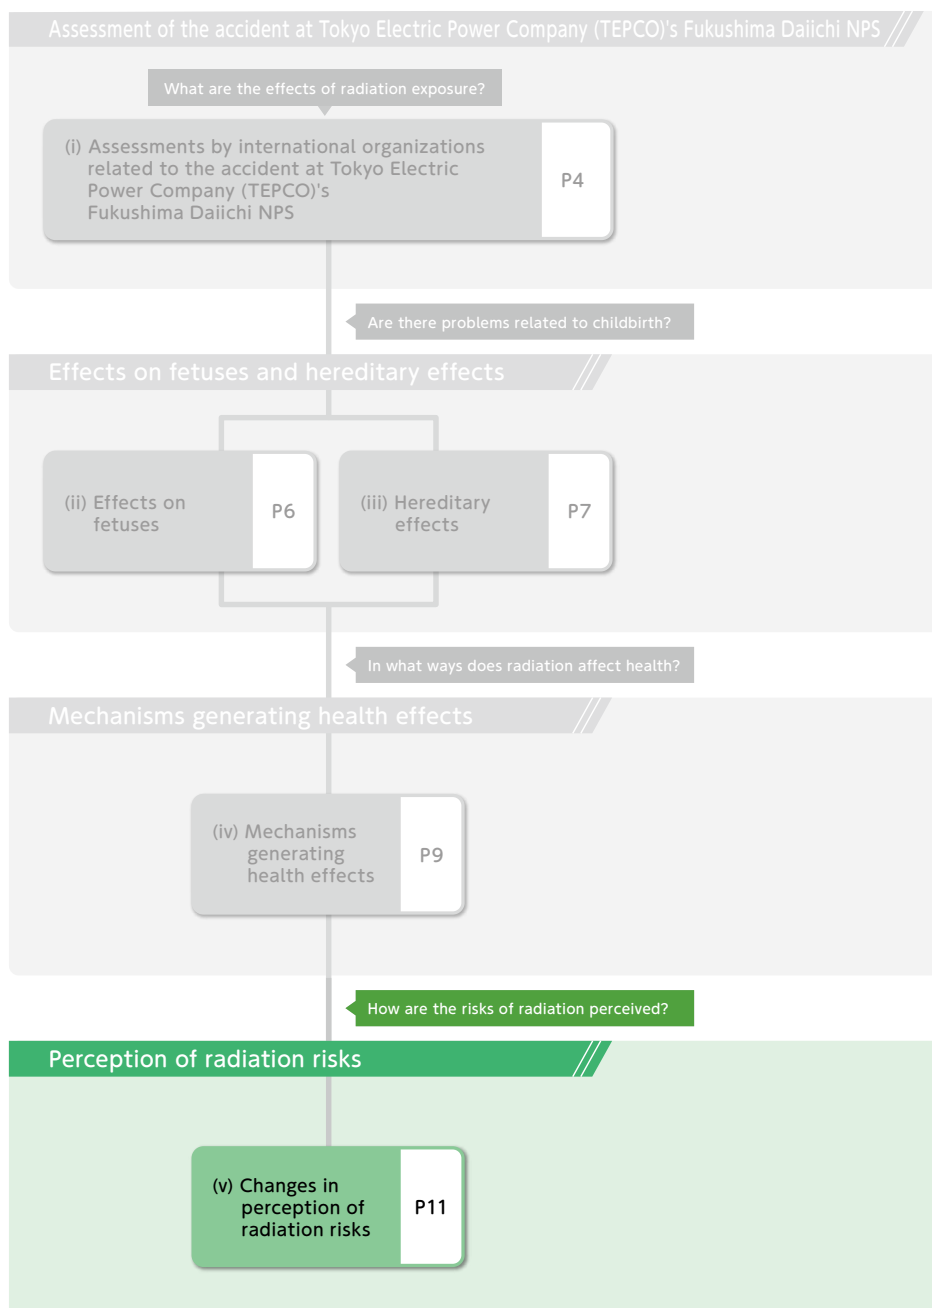 Assessment of the accident at Tokyo Electric Power Company (TEPCO)'s Fukushima Daiichi NPS
What are the effects of radiation exposure?
(i) Assessments by international organizations
related to the accident at Tokyo Electric
Power Company (TEPCO)'s
Fukushima Daiichi NPS
P4
Are there problems related to childbirth?
Effects on fetuses and hereditary effects
(ii) Effects on
fetuses
P6
(iii) Hereditary
effects
P7
In what ways does radiation affect health?
Mechanisms generating health effects
(iv) Mechanisms
generating
health effects
P9
How are the risks of radiation perceived?
Perception of radiation risks
(v) Changes in
perception of
radiation risks
P11